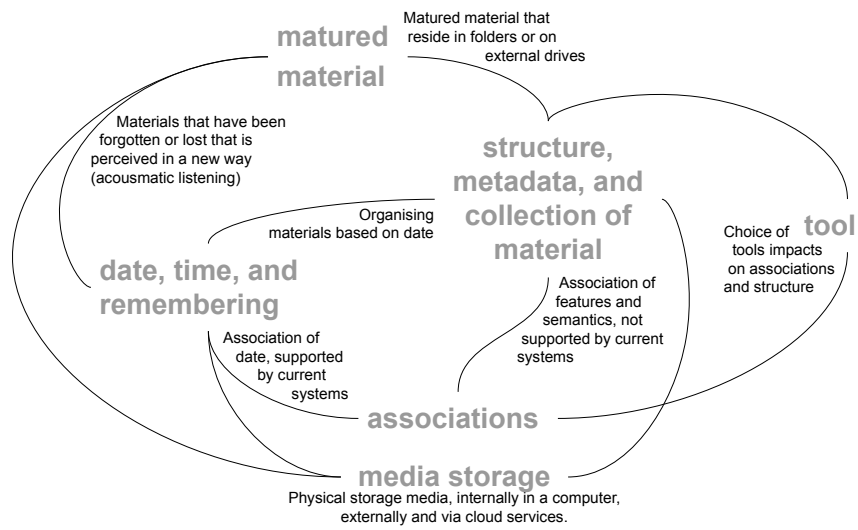 matured
material
Matured material that
reside in folders or on
external drives
Materials that have been
forgotten or lost that is
perceived in a new way
(acousmatic listening)
structure,
metadata, and
collection of
material
Organising
materials based on date
Choice of
tools impacts
on associations
and structure
tool
date, time, and
remembering
Association of
features and
semantics, not
supported by current
systems
Association of
date, supported
by current
systems
associations
media storage
Physical storage media, internally in a computer,
externally and via cloud services.